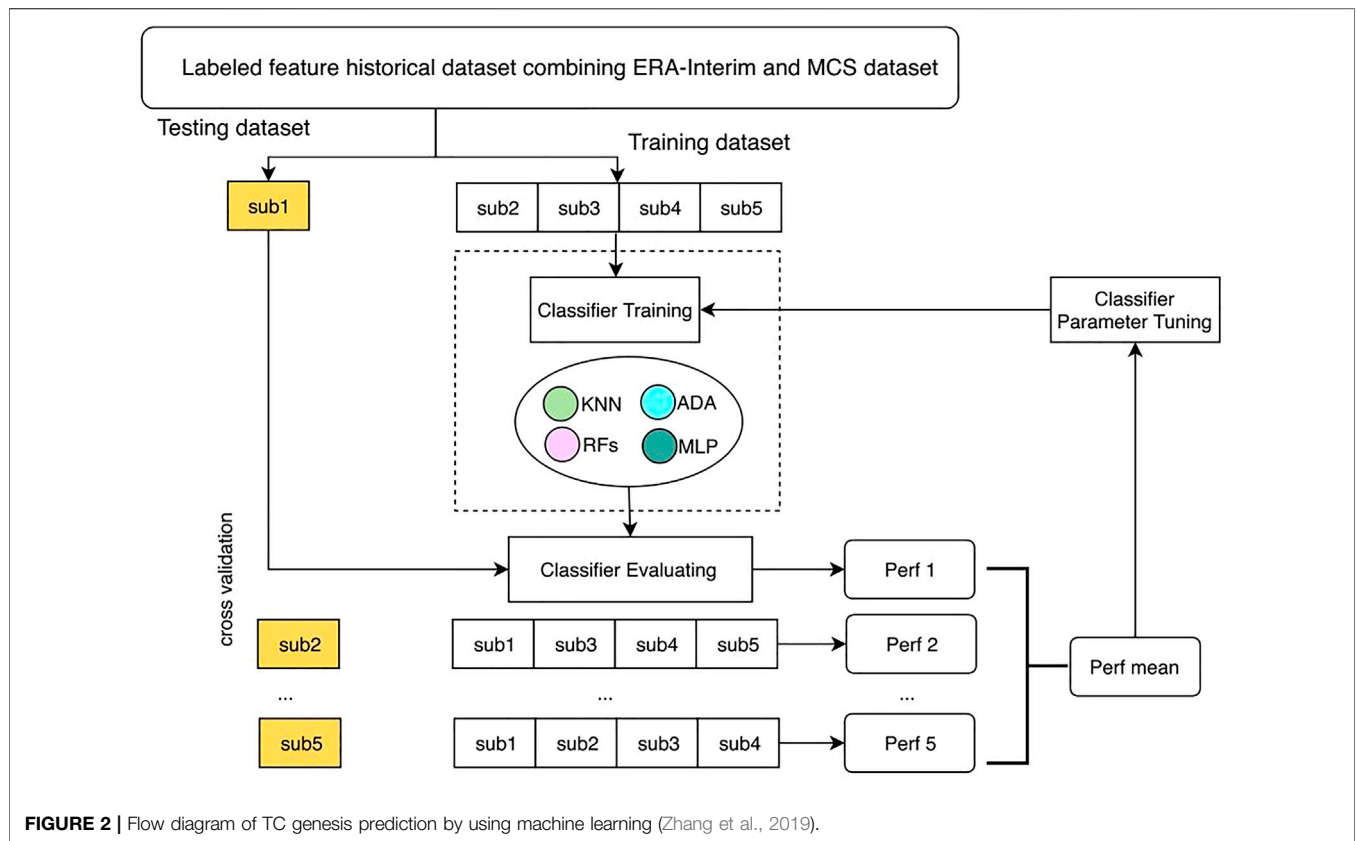 Labeled feature historical dataset combining ERA-Interim and MCS dataset
Testing dataset
Training dataset
sub1
sub2 sub3 sub4 sub5
Classifier Training
Classifier
Parameter Tuning
KNN ADA
RFs MLP
cross validation
Classifier Evaluating
Perf 1
sub2
sub1 sub3 sub4 sub5
Perf 2
Perf mean
... ... ...
sub5
sub1 sub2 sub3 sub4
Perf 5
FIGURE 2 | Flow diagram of TC genesis prediction by using machine learning (Zhang et al., 2019).